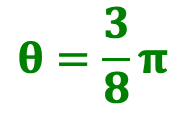 θ = 3/8 π